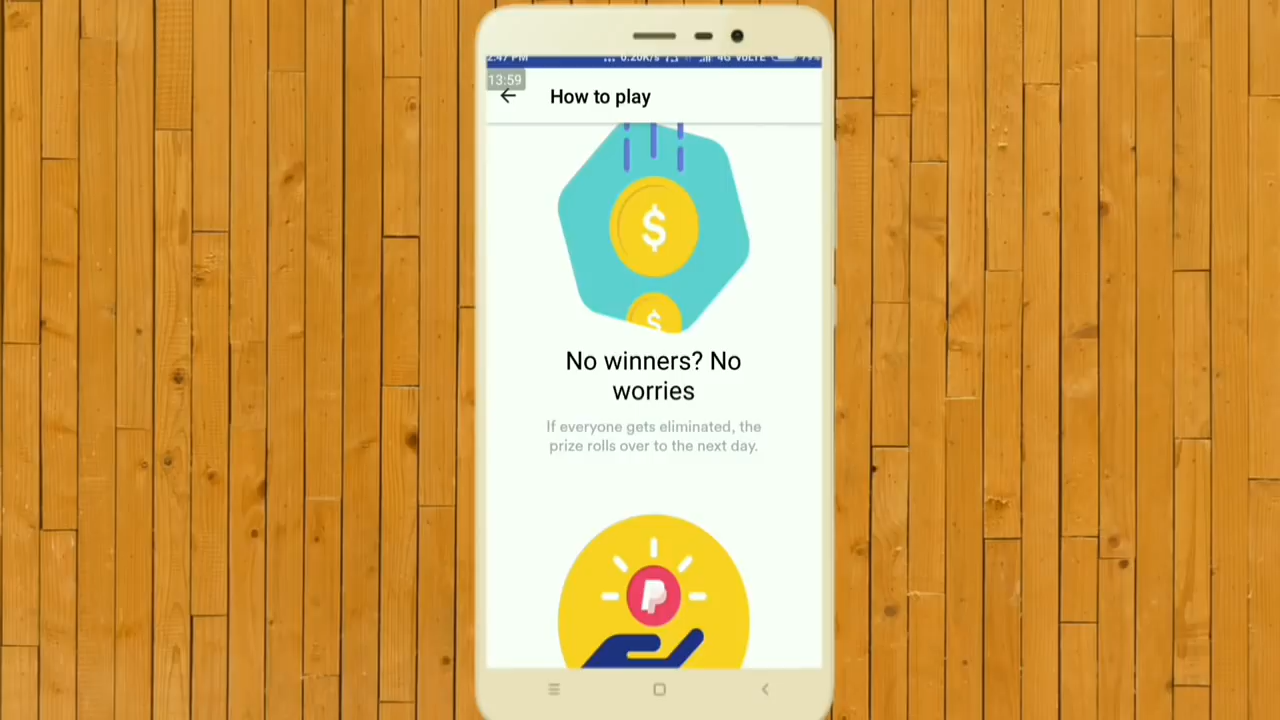 2:47 PM ... 0.20K/s 4G VoLTE 79%
13:59
How to play
$
$
No winners? No
worries
If everyone gets eliminated, the
prize rolls over to the next day.
P